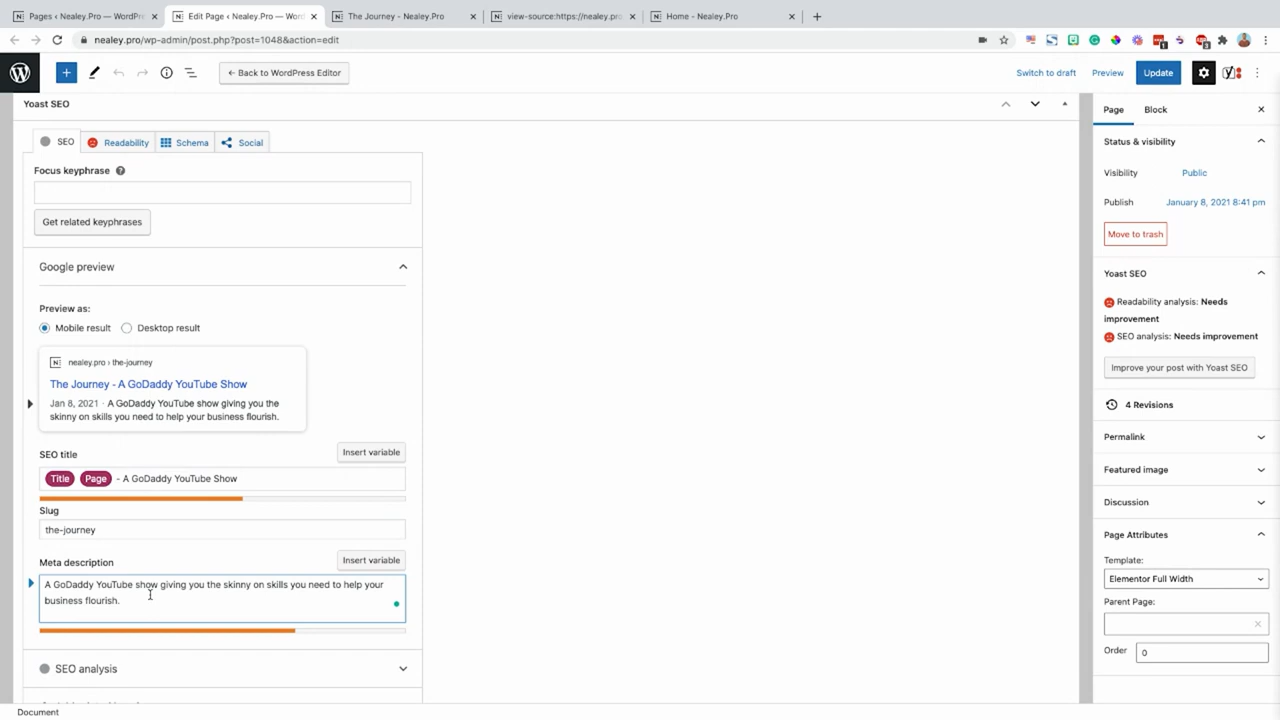 Pages < Nealey.Pro — WordPre
Edit Page < Nealey.Pro — Word
The Journey - Nealey.Pro
view-source:https://nealey.pro
Home - Nealey.Pro
nealey.pro/wp-admin/post.php?post=1048&action=edit
← Back to WordPress Editor
Switch to draft
Preview
Update
Yoast SEO
SEO
Readability
Schema
Social
Focus keyphrase
Get related keyphrases
Google preview
Preview as:
Mobile result
Desktop result
nealey.pro › the-journey
The Journey - A GoDaddy YouTube Show
Jan 8, 2021 · A GoDaddy YouTube show giving you the
skinny on skills you need to help your business flourish.
SEO title
Insert variable
Title Page - A GoDaddy YouTube Show
Slug
the-journey
Meta description
Insert variable
A GoDaddy YouTube show giving you the skinny on skills you need to help your
business flourish.
SEO analysis
Document
Page
Block
Status & visibility
Visibility
Public
Publish
January 8, 2021 8:41 pm
Move to trash
Yoast SEO
Readability analysis: Needs
improvement
SEO analysis: Needs improvement
Improve your post with Yoast SEO
4 Revisions
Permalink
Featured image
Discussion
Page Attributes
Template:
Elementor Full Width
Parent Page:
Order
0